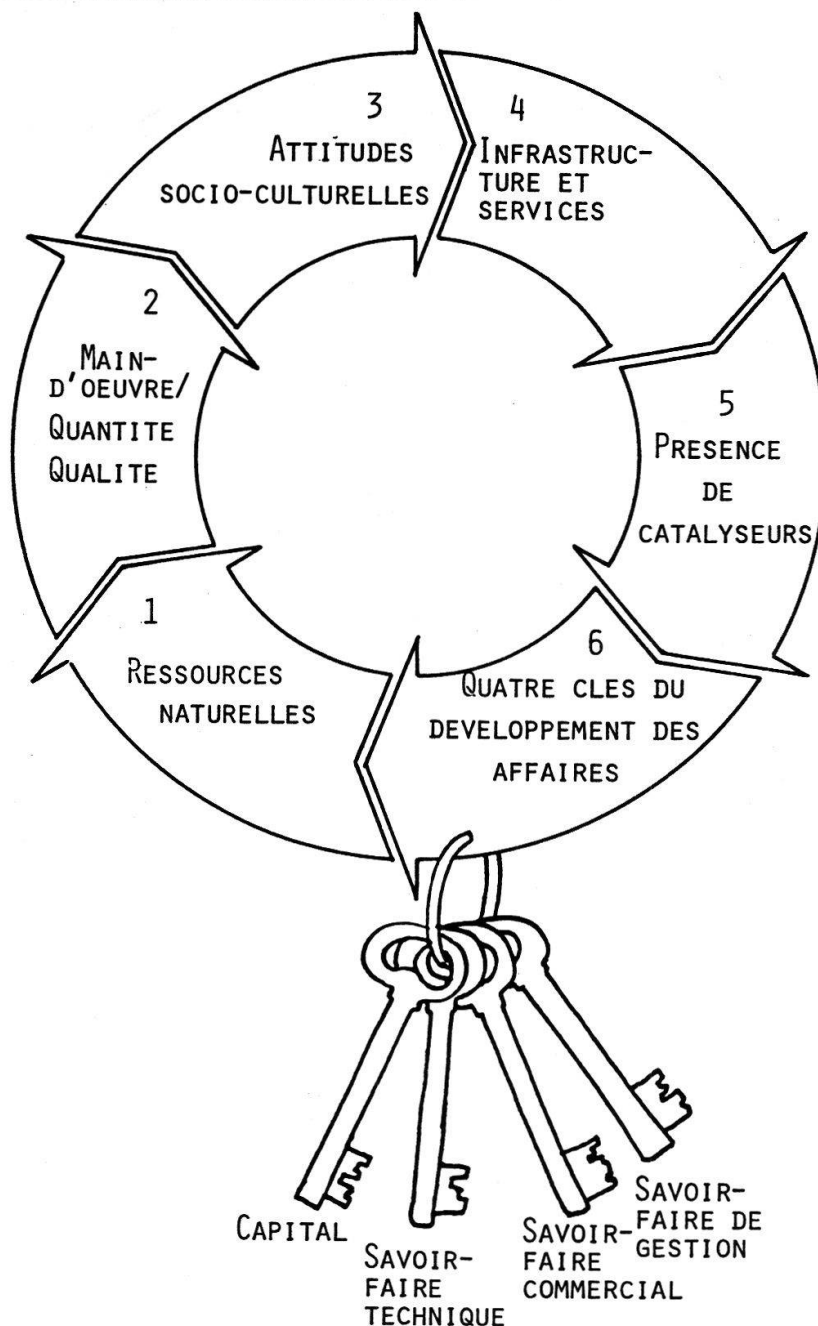 1
RESSOURCES
NATURELLES
2
MAIN-
D'OEUVRE/
QUANTITE
QUALITE
3
ATTITUDES
SOCIO-CULTURELLES
4
INFRASTRUC-
TURE ET
SERVICES
5
PRESENCE
DE
CATALYSEURS
6
QUATRE CLES DU
DEVELOPPEMENT DES
AFFAIRES
CAPITAL
SAVOIR-
FAIRE
TECHNIQUE
SAVOIR-
FAIRE
COMMERCIAL
SAVOIR-
FAIRE DE
GESTION